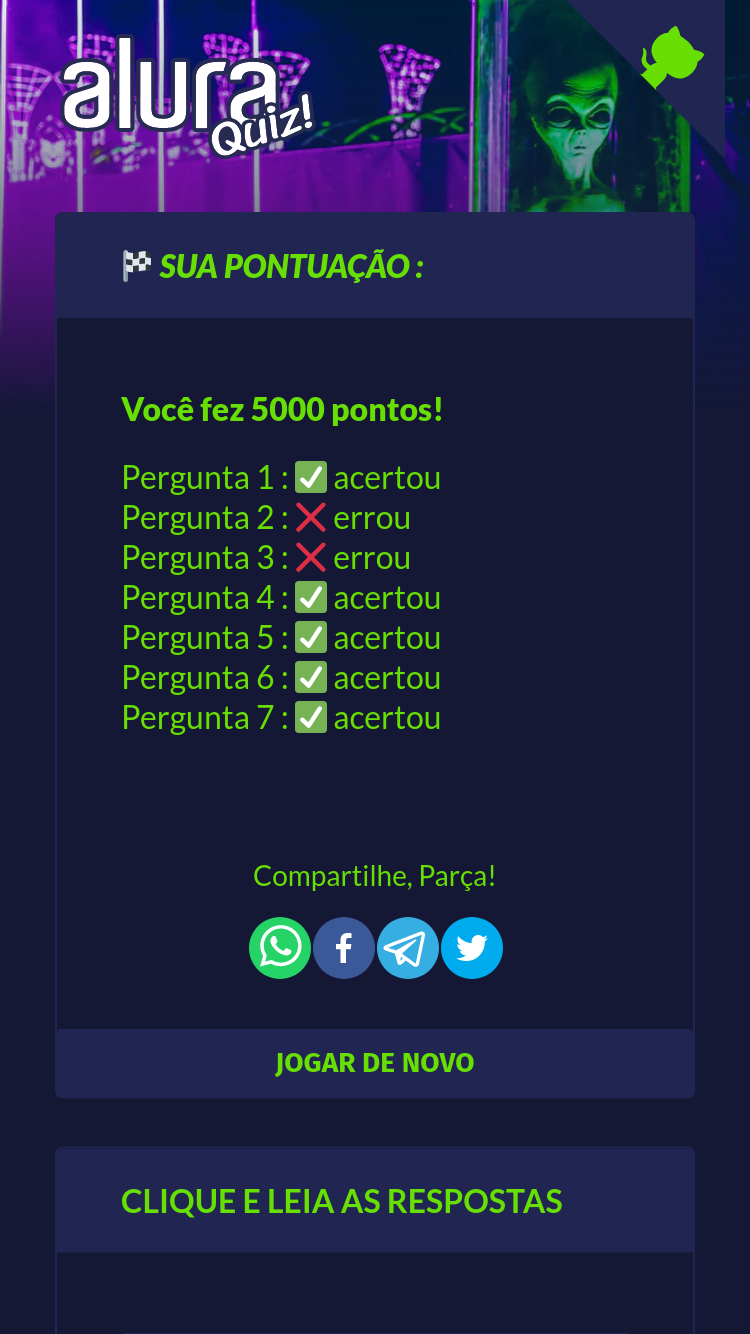 alura
Quiz!
SUA PONTUAÇÃO :
Você fez 5000 pontos!
Pergunta 1 : ✅ acertou
Pergunta 2 : ❌ errou
Pergunta 3 : ❌ errou
Pergunta 4 : ✅ acertou
Pergunta 5 : ✅ acertou
Pergunta 6 : ✅ acertou
Pergunta 7 : ✅ acertou
Compartilhe, Parça!
JOGAR DE NOVO
CLIQUE E LEIA AS RESPOSTAS